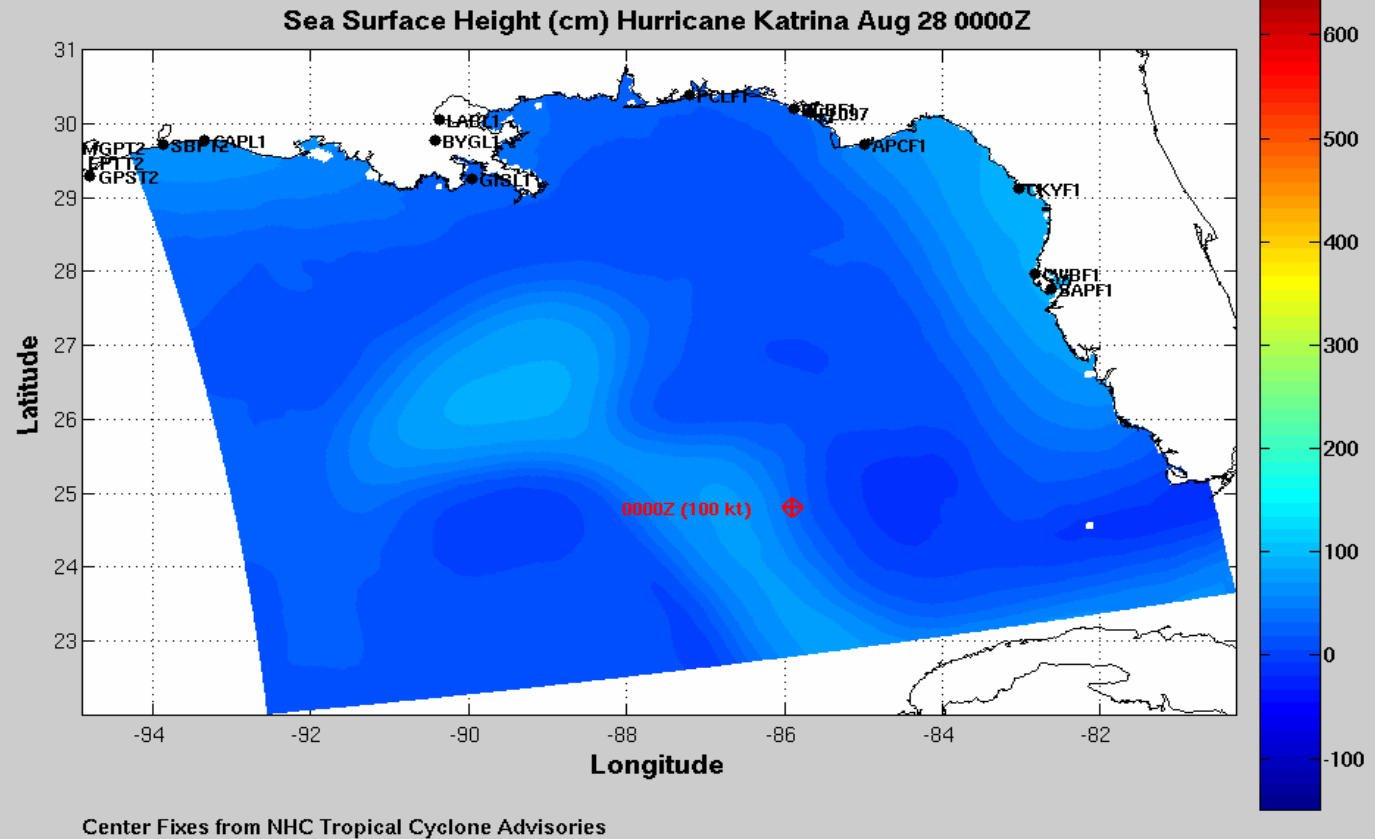 Sea Surface Height (cm) Hurricane Katrina Aug 28 0000Z
600
500
400
300
200
100
0
-100
31
30
29
28
27
26
25
24
23
Latitude
-94
-92
-90
-88
-86
-84
-82
Longitude
MGPT2
EPTT2
GPST2
SBPT2
CAPL1
LABL1
BYGL1
GISL1
PCLF1
APCF1
CKYF1
CWBF1
SAPF1
0000Z (100 kt)
Center Fixes from NHC Tropical Cyclone Advisories